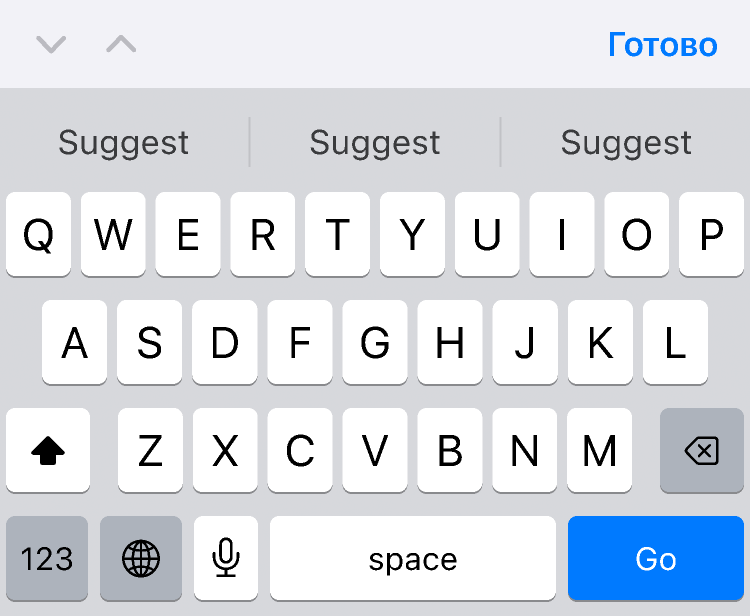 Готово
Suggest Suggest Suggest
Q W E R T Y U I O P
A S D F G H J K L
Z X C V B N M
123 space Go